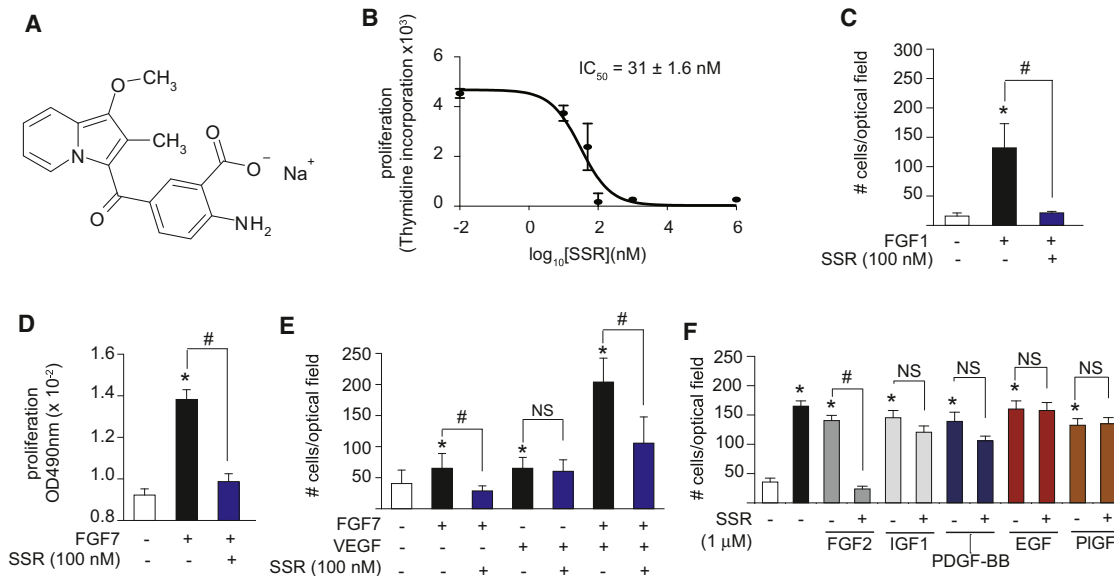 A
O
CH3
CH3
N
O
O
O−
Na+
NH2
B
proliferation
(Thymidine incorporation x10³)
6
4
2
0
IC50 = 31 ± 1.6 nM
-2 0 2 4 6
log10[SSR](nM)
C
# cells/optical field
300
250
200
150
100
50
*
#
FGF1 - + +
SSR (100 nM) - - +
D
proliferation
OD490nm (x 10-2)
1.6
1.4
1.2
1.0
0.8
*
#
FGF7 - + +
SSR (100 nM) - - +
E
# cells/optical field
250
200
150
100
50
* # * NS * #
FGF7 - + + - - + +
VEGF - - - + + + +
SSR (100 nM) - - + - + - +
F
# cells/optical field
250
200
150
100
50
* * # * NS * NS * NS * NS
SSR - - - + - + - + - + - +
(1 µM) FGF2 IGF1 EGF PlGF
PDGF-BB